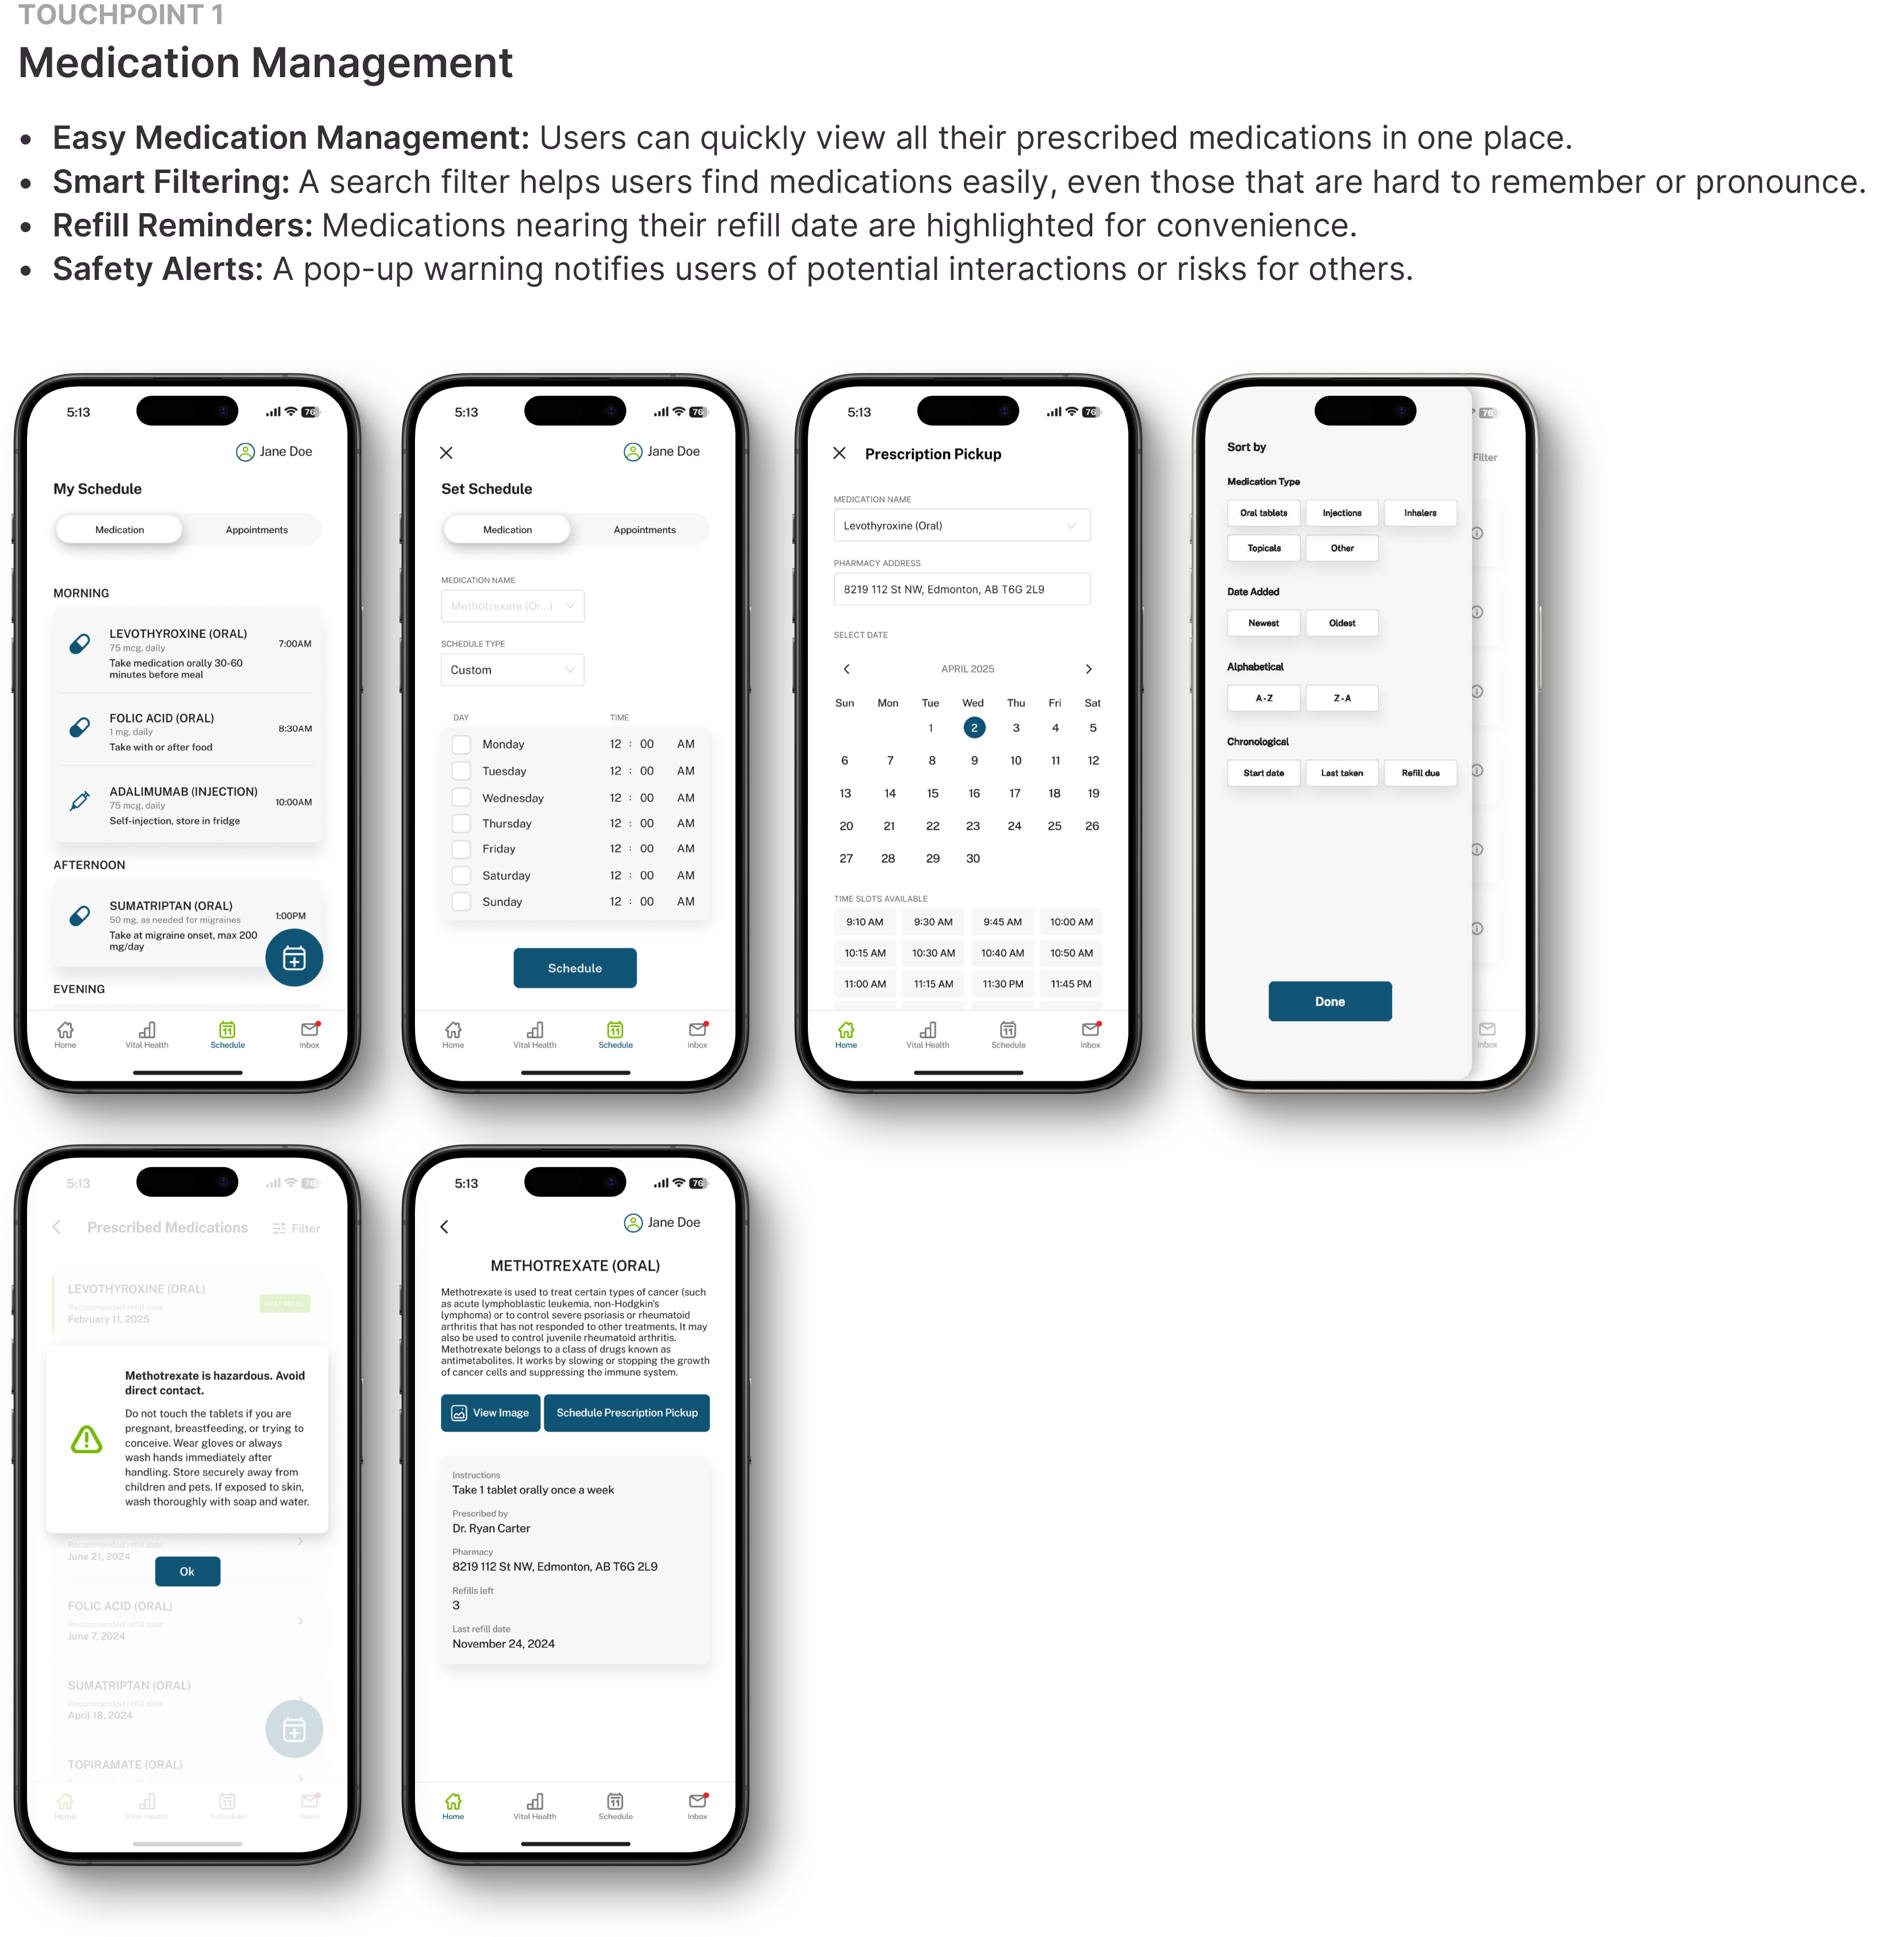 TOUCHPOINT 1
Medication Management
• Easy Medication Management: Users can quickly view all their prescribed medications in one place.
• Smart Filtering: A search filter helps users find medications easily, even those that are hard to remember or pronounce.
• Refill Reminders: Medications nearing their refill date are highlighted for convenience.
• Safety Alerts: A pop-up warning notifies users of potential interactions or risks for others.
5:13
76
Jane Doe
My Schedule
Medication Appointments
MORNING
LEVOTHYROXINE (ORAL)
75 mcg, daily
7:00AM
Take medication orally 30-60
minutes before meal
FOLIC ACID (ORAL)
1 mg, daily
8:30AM
Take with or after food
ADALIMUMAB (INJECTION)
75 mcg, daily
10:00AM
Self-injection, store in fridge
AFTERNOON
SUMATRIPTAN (ORAL)
50 mg, as needed for migraines
1:00PM
Take at migraine onset, max 200
mg/day
EVENING
11
Home Vital Health Schedule Inbox
5:13
76
Jane Doe
Set Schedule
Medication Appointments
MEDICATION NAME
Methotrexate (Or...)
SCHEDULE TYPE
Custom
DAY TIME
Monday 12 : 00 AM
Tuesday 12 : 00 AM
Wednesday 12 : 00 AM
Thursday 12 : 00 AM
Friday 12 : 00 AM
Saturday 12 : 00 AM
Sunday 12 : 00 AM
Schedule
11
Home Vital Health Schedule Inbox
5:13
76
Prescription Pickup
MEDICATION NAME
Levothyroxine (Oral)
PHARMACY ADDRESS
8219 112 St NW, Edmonton, AB T6G 2L9
SELECT DATE
APRIL 2025
Sun Mon Tue Wed Thu Fri Sat
1 2 3 4 5
6 7 8 9 10 11 12
13 14 15 16 17 18 19
20 21 22 23 24 25 26
27 28 29 30
TIME SLOTS AVAILABLE
9:10 AM 9:30 AM 9:45 AM 10:00 AM
10:15 AM 10:30 AM 10:40 AM 10:50 AM
11:00 AM 11:15 AM 11:30 PM 11:45 PM
11
Home Vital Health Schedule Inbox
76
Filter
Sort by
Medication Type
Oral tablets Injections Inhalers
Topicals Other
Date Added
Newest Oldest
Alphabetical
A-Z Z-A
Chronological
Start date Last taken Refill due
Done
Inbox
5:13
76
Prescribed Medications Filter
LEVOTHYROXINE (ORAL)
Recommended refill date
NEXT REFILL
February 11, 2025
Methotrexate is hazardous. Avoid
direct contact.
Do not touch the tablets if you are
pregnant, breastfeeding, or trying to
conceive. Wear gloves or always
wash hands immediately after
handling. Store securely away from
children and pets. If exposed to skin,
wash thoroughly with soap and water.
Recommended refill date
June 21, 2024
Ok
FOLIC ACID (ORAL)
Recommended refill date
June 7, 2024
SUMATRIPTAN (ORAL)
Recommended refill date
April 18, 2024
TOPIRAMATE (ORAL)
11
Home Vital Health Schedule Inbox
5:13
76
Jane Doe
METHOTREXATE (ORAL)
Methotrexate is used to treat certain types of cancer (such
as acute lymphoblastic leukemia, non-Hodgkin's
lymphoma) or to control severe psoriasis or rheumatoid
arthritis that has not responded to other treatments. It may
also be used to control juvenile rheumatoid arthritis.
Methotrexate belongs to a class of drugs known as
antimetabolites. It works by slowing or stopping the growth
of cancer cells and suppressing the immune system.
View Image Schedule Prescription Pickup
Instructions
Take 1 tablet orally once a week
Prescribed by
Dr. Ryan Carter
Pharmacy
8219 112 St NW, Edmonton, AB T6G 2L9
Refills left
3
Last refill date
November 24, 2024
11
Home Vital Health Schedule Inbox